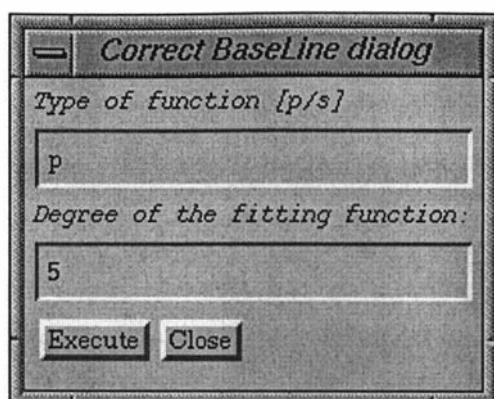 Correct BaseLine dialog
Type of function [p/s]
p
Degree of the fitting function:
5
Execute Close